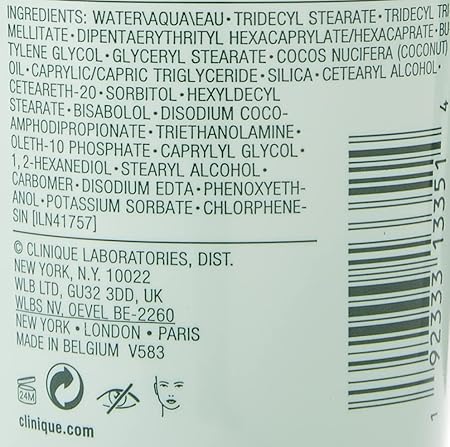 INGREDIENTS: WATER\AQUA\EAU • TRIDECYL STEARATE • TRIDECYL TRI
MELLITATE • DIPENTAERYTHRITYL HEXACAPRYLATE/HEXACAPRATE • BU
TYLENE GLYCOL • GLYCERYL STEARATE • COCOS NUCIFERA (COCONUT)
OIL • CAPRYLIC/CAPRIC TRIGLYCERIDE • SILICA • CETEARYL ALCOHOL •
CETEARETH-20 • SORBITOL • HEXYLDECYL
STEARATE • BISABOLOL • DISODIUM COCO-
AMPHODIPROPIONATE • TRIETHANOLAMINE •
OLETH-10 PHOSPHATE • CAPRYLYL GLYCOL •
1, 2-HEXANEDIOL • STEARYL ALCOHOL •
CARBOMER • DISODIUM EDTA • PHENOXYETH-
ANOL • POTASSIUM SORBATE • CHLORPHENE-
SIN [ILN41757]
© CLINIQUE LABORATORIES, DIST.
NEW YORK, N.Y. 10022
WLB LTD, GU32 3DD, UK
WLBS NV, OEVEL BE-2260
NEW YORK • LONDON • PARIS
MADE IN BELGIUM V583
24M
clinique.com
1 92333 13351 4